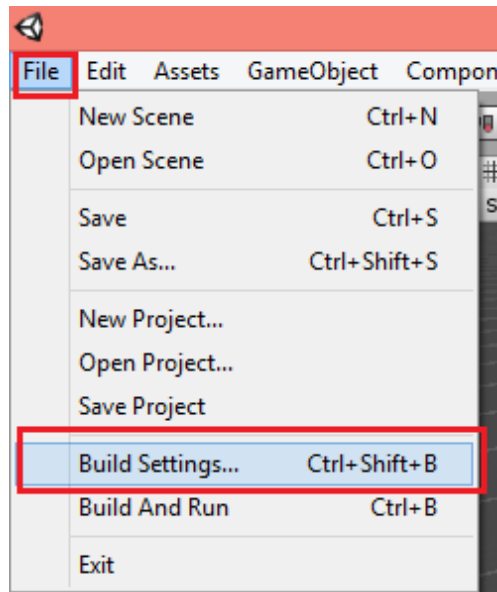 File Edit Assets GameObject Compon
New Scene Ctrl+N
Open Scene Ctrl+O
Save Ctrl+S
Save As... Ctrl+Shift+S
New Project...
Open Project...
Save Project
Build Settings... Ctrl+Shift+B
Build And Run Ctrl+B
Exit